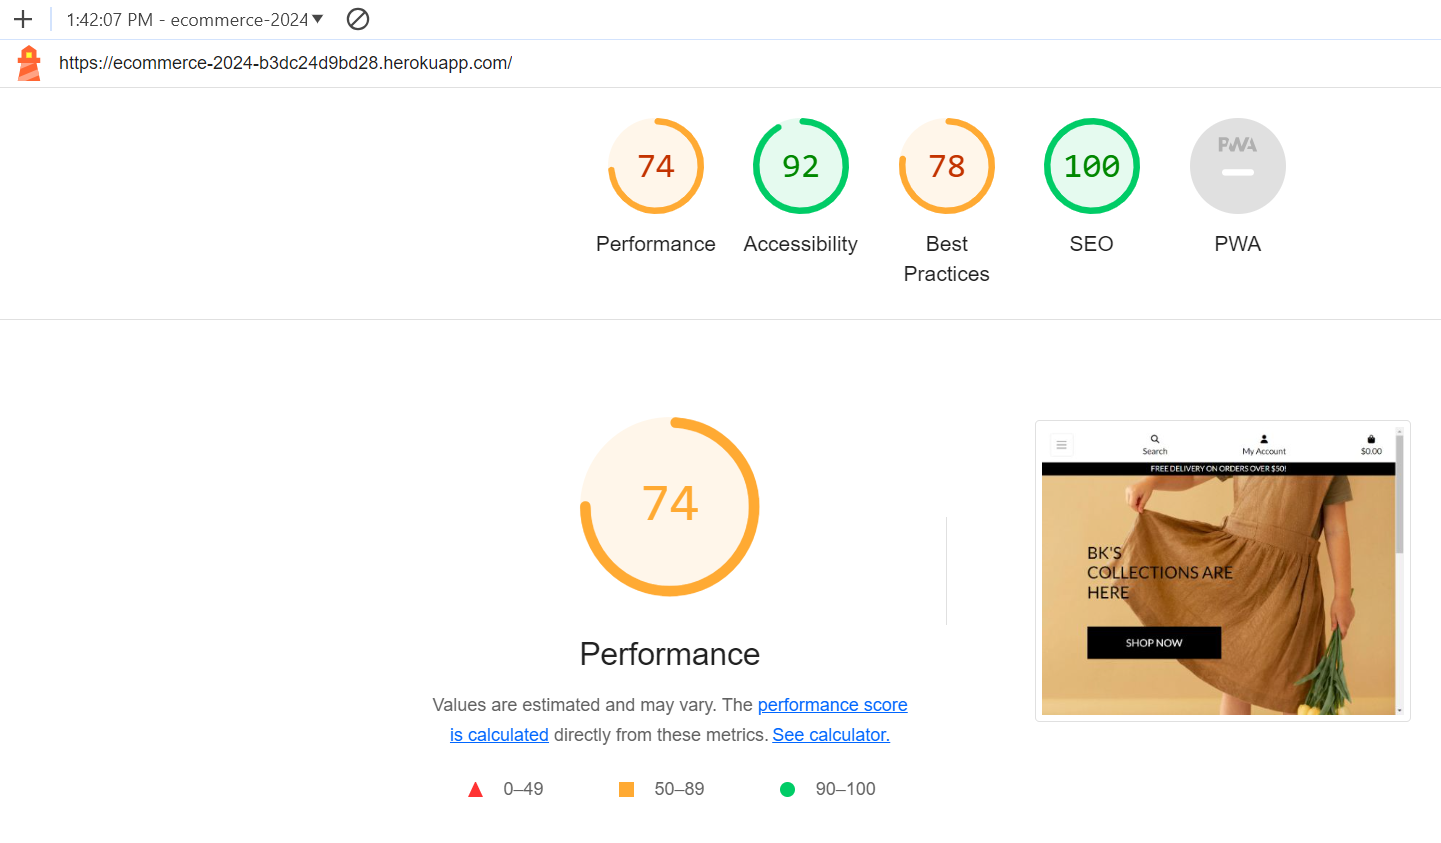 1:42:07 PM - ecommerce-2024
https://ecommerce-2024-b3dc24d9bd28.herokuapp.com/
74
92
78
100
PWA
Performance
Accessibility
Best
Practices
SEO
PWA
74
Performance
Values are estimated and may vary. The performance score
is calculated directly from these metrics. See calculator.
0–49
50–89
90–100
Search
My Account
$0.00
FREE DELIVERY ON ORDERS OVER $50!
BK'S
COLLECTIONS ARE
HERE
SHOP NOW